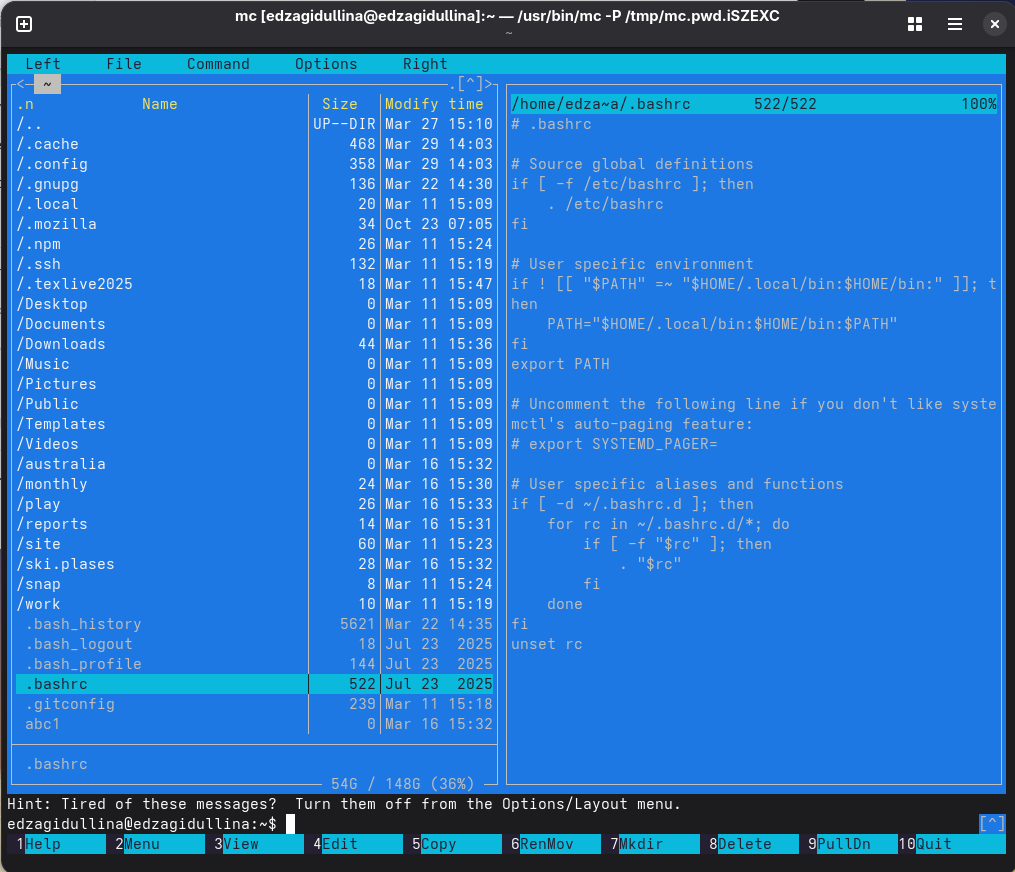 mc [edzagidullina@edzagidullina]:~ — /usr/bin/mc -P /tmp/mc.pwd.iSZEXC
~
Left File Command Options Right
<─ ~ .[^]>
.n Name Size Modify time
/.. UP--DIR Mar 27 15:10
/.cache 468 Mar 29 14:03
/.config 358 Mar 29 14:03
/.gnupg 136 Mar 22 14:30
/.local 20 Mar 11 15:09
/.mozilla 34 Oct 23 07:05
/.npm 26 Mar 11 15:24
/.ssh 132 Mar 11 15:19
/.texlive2025 18 Mar 11 15:47
/Desktop 0 Mar 11 15:09
/Documents 0 Mar 11 15:09
/Downloads 44 Mar 11 15:36
/Music 0 Mar 11 15:09
/Pictures 0 Mar 11 15:09
/Public 0 Mar 11 15:09
/Templates 0 Mar 11 15:09
/Videos 0 Mar 11 15:09
/australia 0 Mar 16 15:32
/monthly 24 Mar 16 15:30
/play 26 Mar 16 15:33
/reports 14 Mar 16 15:31
/site 60 Mar 11 15:23
/ski.plases 28 Mar 16 15:32
/snap 8 Mar 11 15:24
/work 10 Mar 11 15:19
.bash_history 5621 Mar 22 14:35
.bash_logout 18 Jul 23 2025
.bash_profile 144 Jul 23 2025
.bashrc 522 Jul 23 2025
.gitconfig 239 Mar 11 15:18
abc1 0 Mar 16 15:32
.bashrc
54G / 148G (36%)
/home/edza~a/.bashrc 522/522 100%
# .bashrc
# Source global definitions
if [ -f /etc/bashrc ]; then
    . /etc/bashrc
fi
# User specific environment
if ! [[ "$PATH" =~ "$HOME/.local/bin:$HOME/bin:" ]]; t
hen
    PATH="$HOME/.local/bin:$HOME/bin:$PATH"
fi
export PATH
# Uncomment the following line if you don't like syste
mctl's auto-paging feature:
# export SYSTEMD_PAGER=
# User specific aliases and functions
if [ -d ~/.bashrc.d ]; then
    for rc in ~/.bashrc.d/*; do
        if [ -f "$rc" ]; then
            . "$rc"
        fi
    done
fi
unset rc
Hint: Tired of these messages?  Turn them off from the Options/Layout menu.
edzagidullina@edzagidullina:~$ [^]
1Help 2Menu 3View 4Edit 5Copy 6RenMov 7Mkdir 8Delete 9PullDn 10Quit